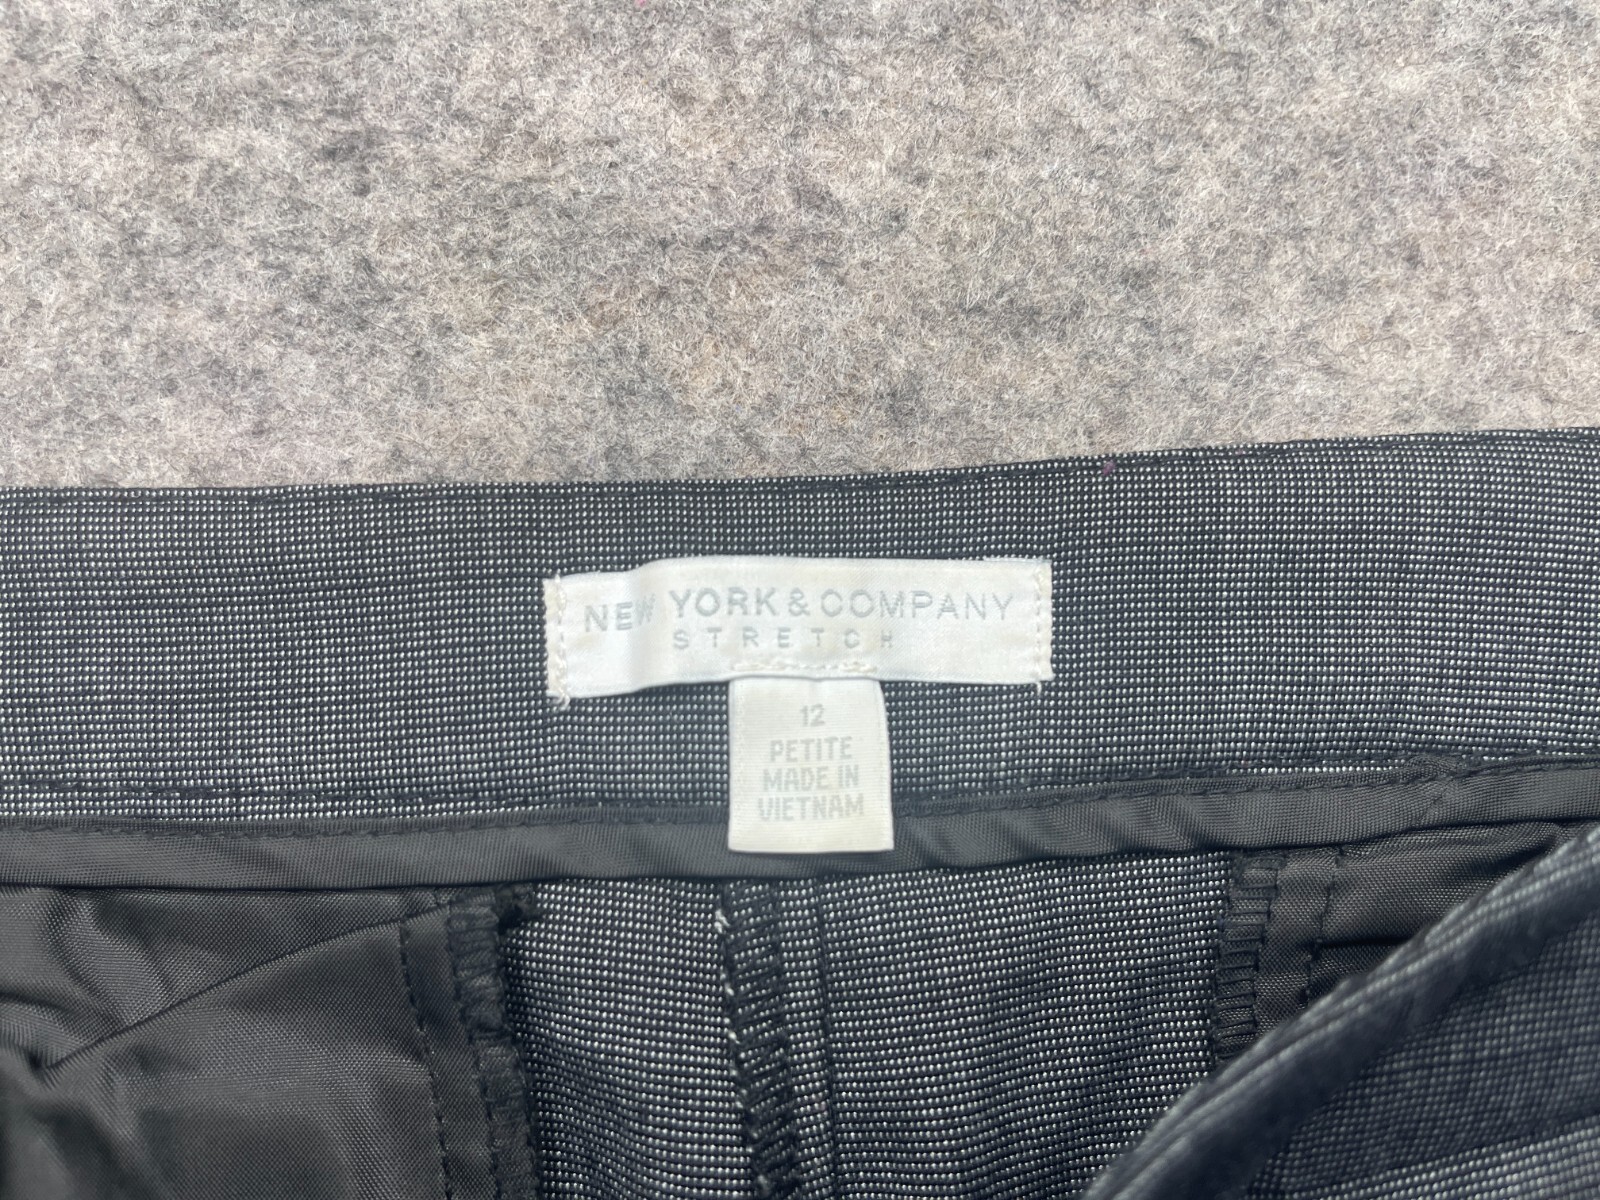 NEW YORK & COMPANY
STRETCH
12
PETITE
MADE IN
VIETNAM